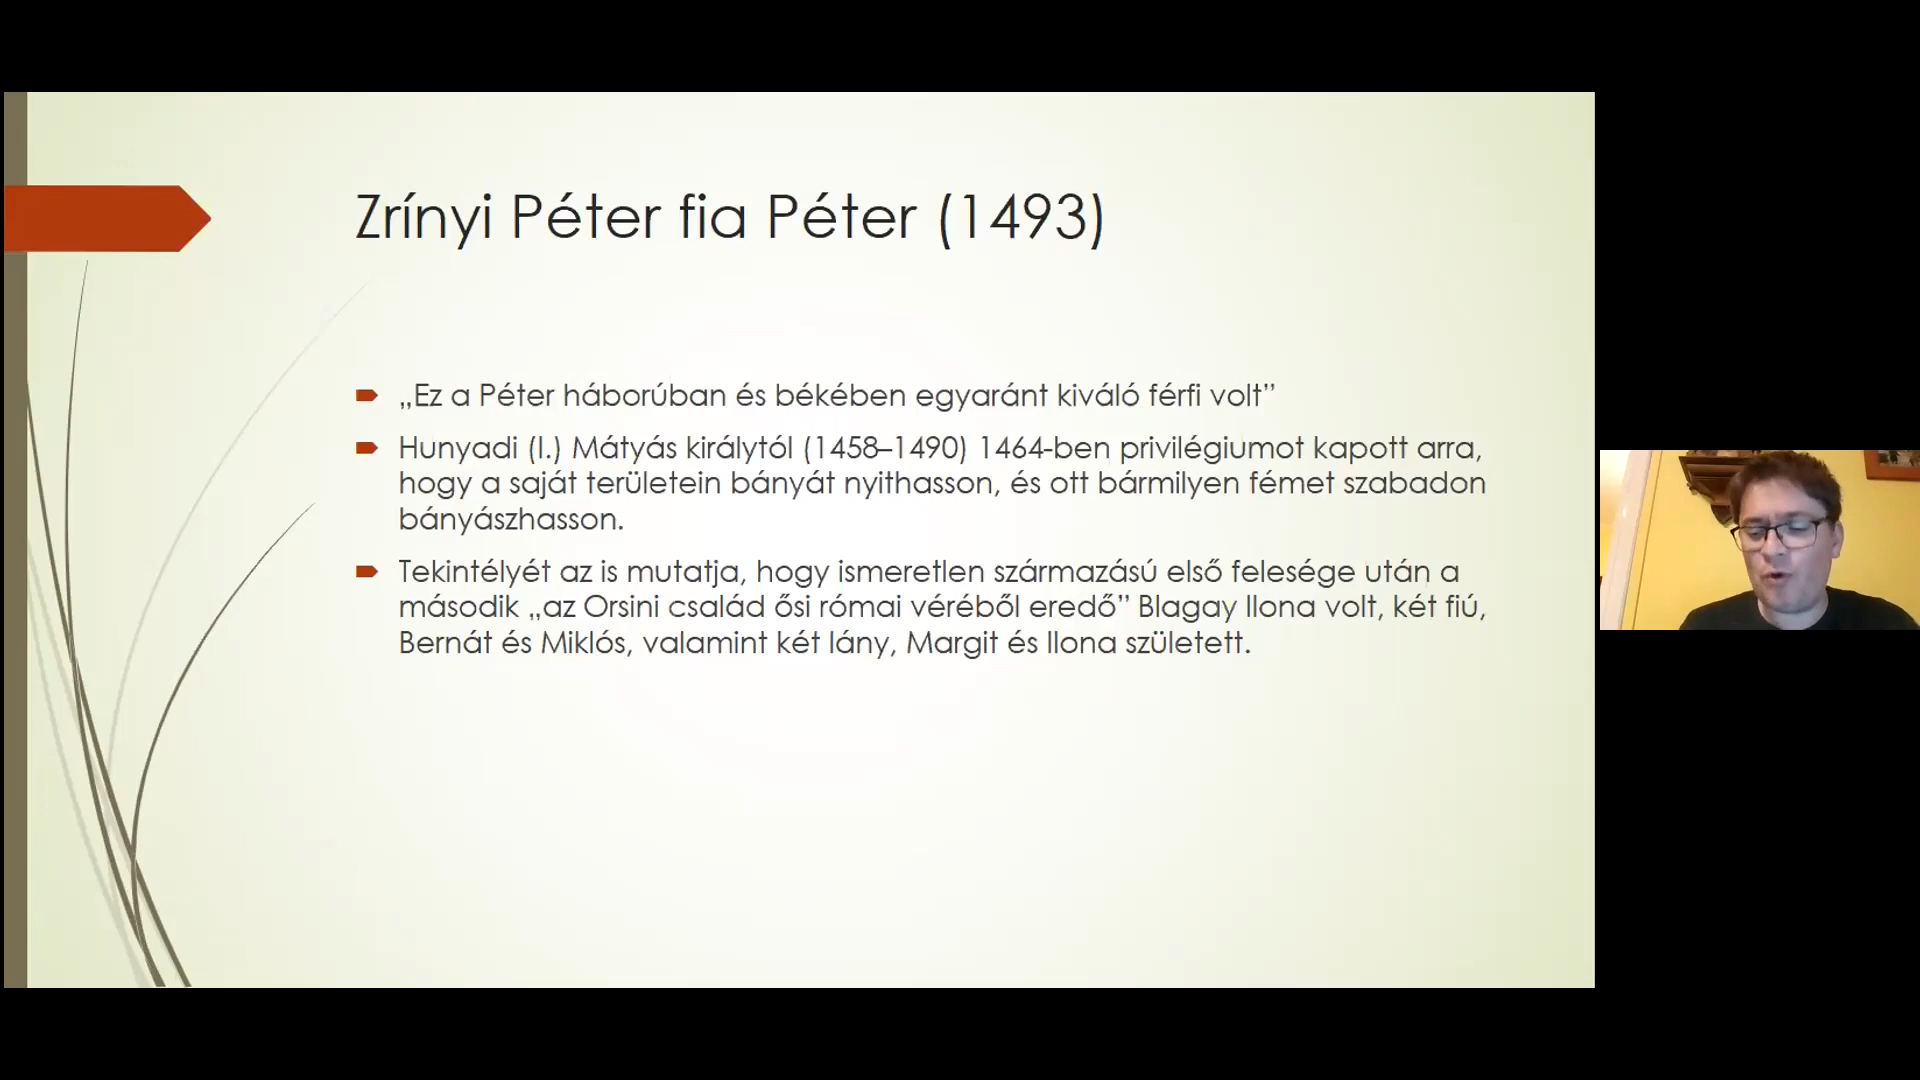 Zrínyi Péter fia Péter (1493)
„Ez a Péter háborúban és békében egyaránt kiváló férfi volt”
Hunyadi (I.) Mátyás királytól (1458–1490) 1464-ben privilégiumot kapott arra,
hogy a saját területein bányát nyithasson, és ott bármilyen fémet szabadon
bányászhasson.
Tekintélyét az is mutatja, hogy ismeretlen származású első felesége után a
második „az Orsini család ősi római véréből eredő” Blagay Ilona volt, két fiú,
Bernát és Miklós, valamint két lány, Margit és Ilona született.